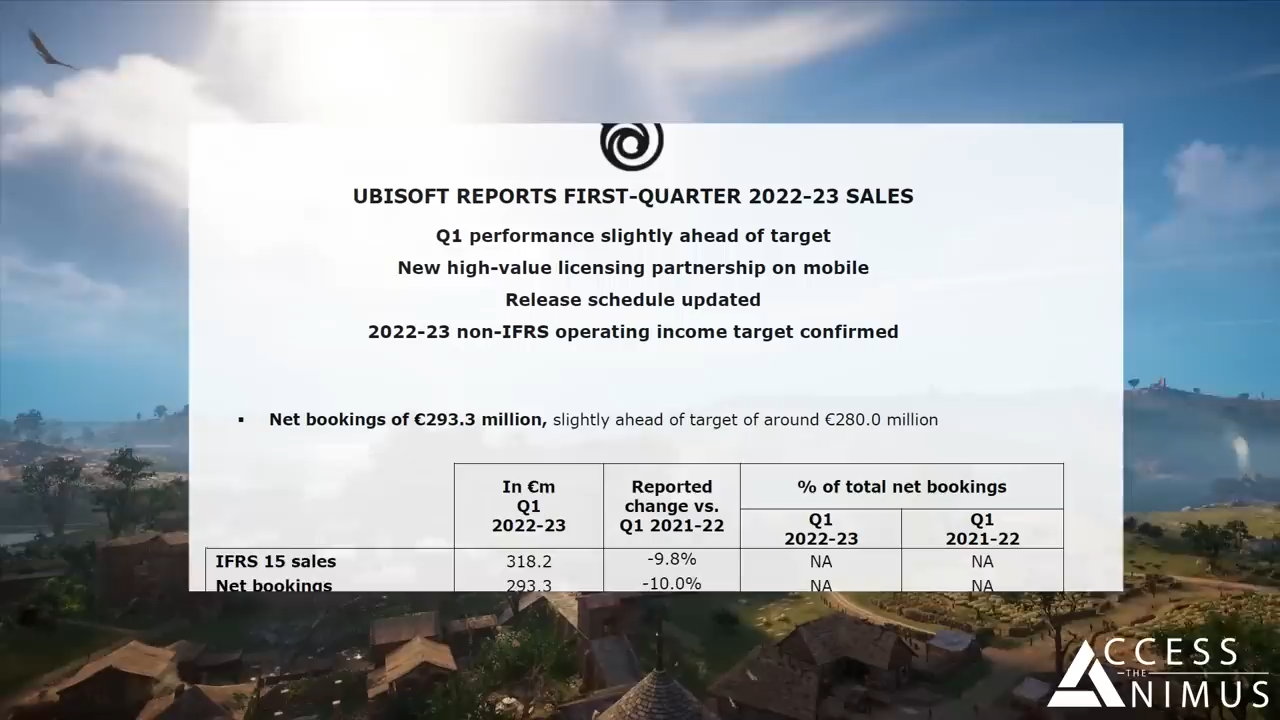 UBISOFT REPORTS FIRST-QUARTER 2022-23 SALES
Q1 performance slightly ahead of target
New high-value licensing partnership on mobile
Release schedule updated
2022-23 non-IFRS operating income target confirmed
▪ Net bookings of €293.3 million, slightly ahead of target of around €280.0 million
In €m Q1 2022-23
Reported change vs. Q1 2021-22
% of total net bookings
Q1 2022-23
Q1 2021-22
IFRS 15 sales 318.2 -9.8% NA NA
Net bookings 293.3 -10.0% NA NA
ACCESS
THE
ANIMUS